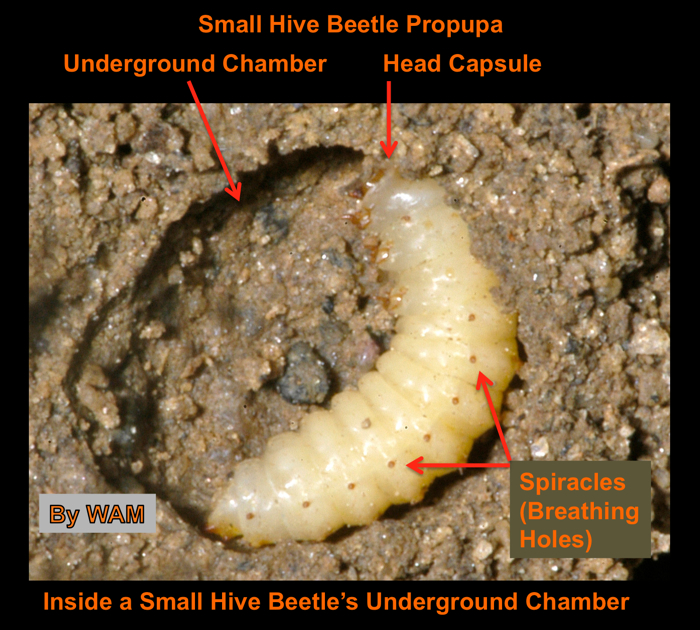 Small Hive Beetle Propupa
Underground Chamber
Head Capsule
Spiracles
(Breathing
Holes)
By WAM
Inside a Small Hive Beetle’s Underground Chamber